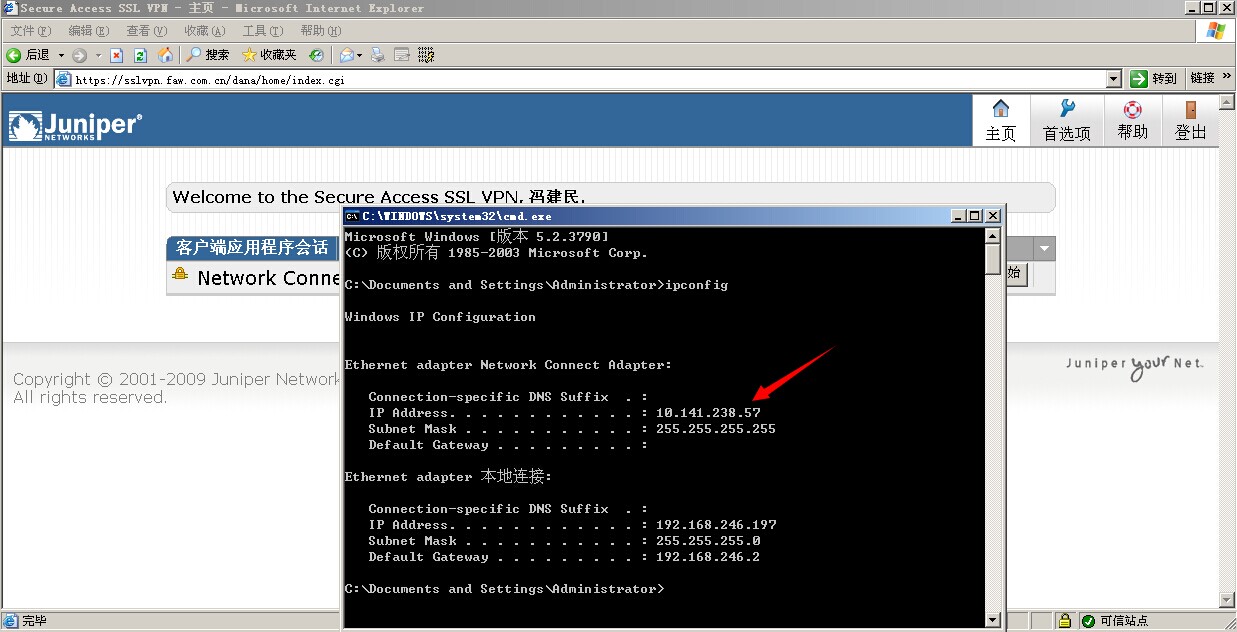 Secure Access SSL VPN - 主页 - Microsoft Internet Explorer
文件(F) 编辑(E) 查看(V) 收藏(A) 工具(T) 帮助(H)
后退 搜索 收藏夹
地址(D) https://sslvpn.faw.com.cn/dana/home/index.cgi 转到 链接 »
Juniper®
NETWORKS
主页 首选项 帮助 登出
Welcome to the Secure Access SSL VPN, 冯建民.
客户端应用程序会话
Network Conne
始
C:\WINDOWS\system32\cmd.exe
Microsoft Windows [版本 5.2.3790]
(C) 版权所有 1985-2003 Microsoft Corp.
C:\Documents and Settings\Administrator>ipconfig
Windows IP Configuration
Ethernet adapter Network Connect Adapter:
Connection-specific DNS Suffix  . :
IP Address. . . . . . . . . . . . : 10.141.238.57
Subnet Mask . . . . . . . . . . . : 255.255.255.255
Default Gateway . . . . . . . . . :
Ethernet adapter 本地连接:
Connection-specific DNS Suffix  . :
IP Address. . . . . . . . . . . . : 192.168.246.197
Subnet Mask . . . . . . . . . . . : 255.255.255.0
Default Gateway . . . . . . . . . : 192.168.246.2
C:\Documents and Settings\Administrator>
Copyright © 2001-2009 Juniper Network
All rights reserved.
Juniper your Net.
完毕 可信站点